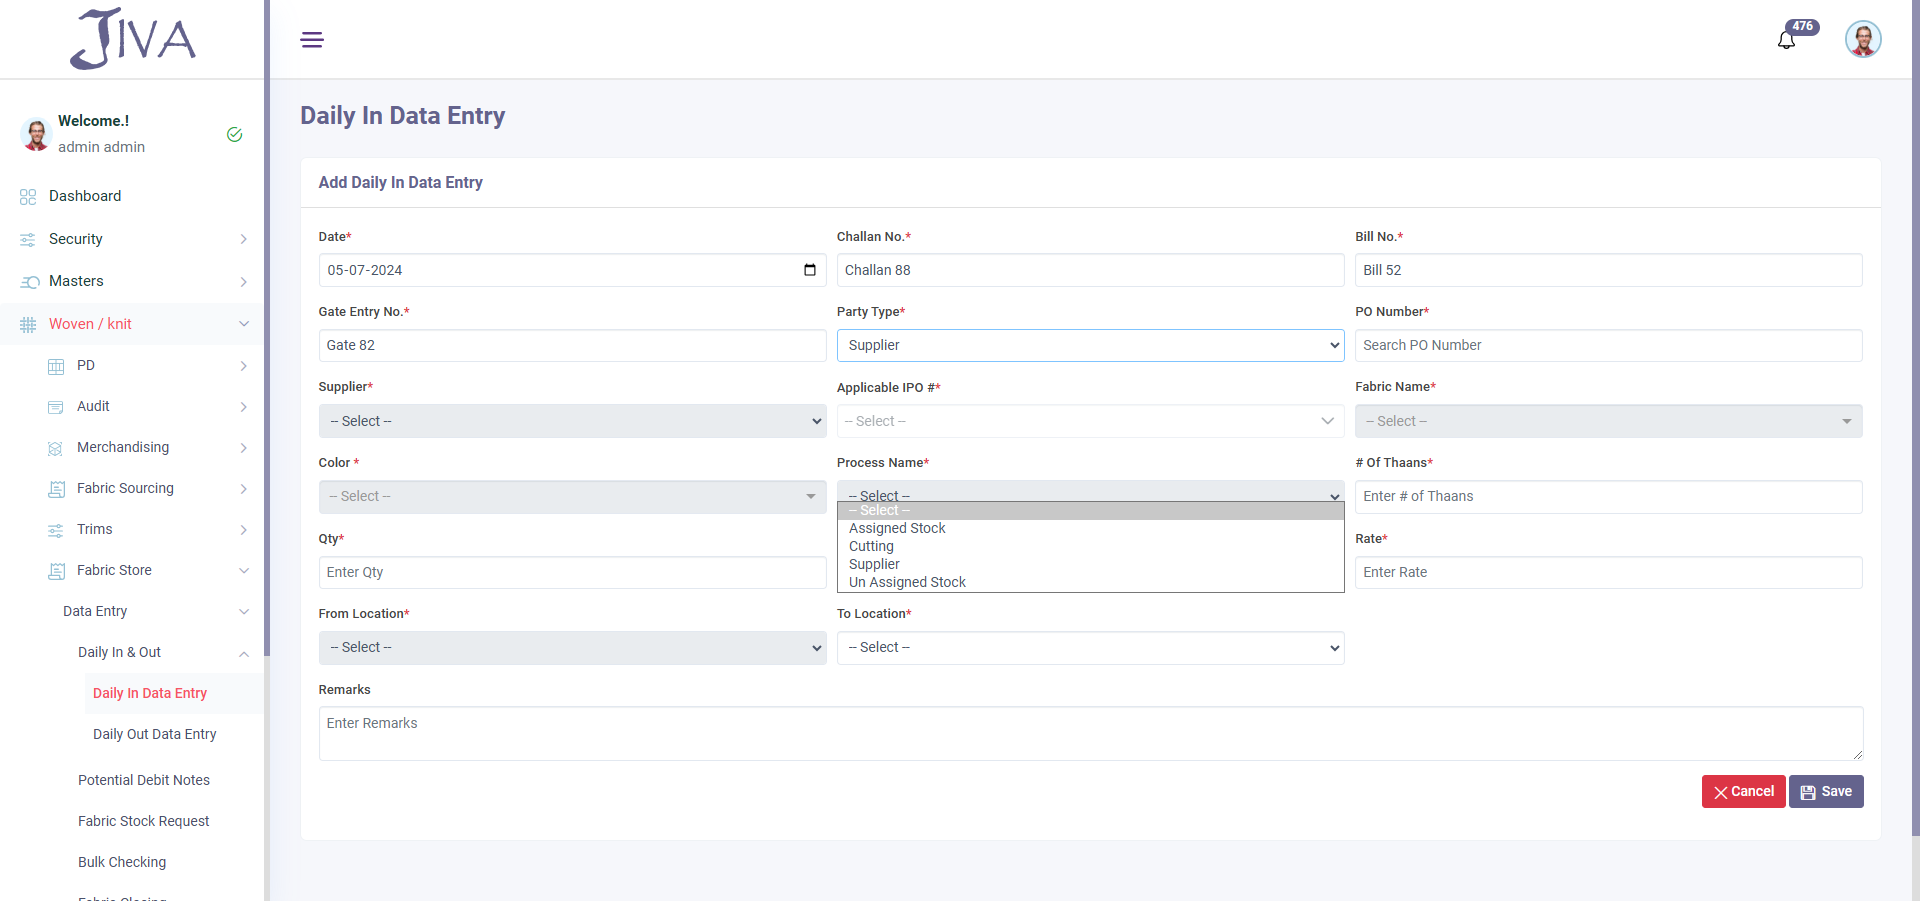 JIVA
476
Welcome.!
admin admin
Dashboard
Security
Masters
Woven / knit
PD
Audit
Merchandising
Fabric Sourcing
Trims
Fabric Store
Data Entry
Daily In & Out
Daily In Data Entry
Daily Out Data Entry
Potential Debit Notes
Fabric Stock Request
Bulk Checking
Daily In Data Entry
Add Daily In Data Entry
Date* Challan No.* Bill No.*
05-07-2024 Challan 88 Bill 52
Gate Entry No.* Party Type* PO Number*
Gate 82 Supplier Search PO Number
Supplier* Applicable IPO #* Fabric Name*
-- Select -- -- Select -- -- Select --
Color * Process Name* # Of Thaans*
-- Select -- -- Select -- Enter # of Thaans
-- Select --
Assigned Stock
Cutting
Supplier
Un Assigned Stock
Qty* Rate*
Enter Qty Enter Rate
From Location* To Location*
-- Select -- -- Select --
Remarks
Enter Remarks
Cancel Save